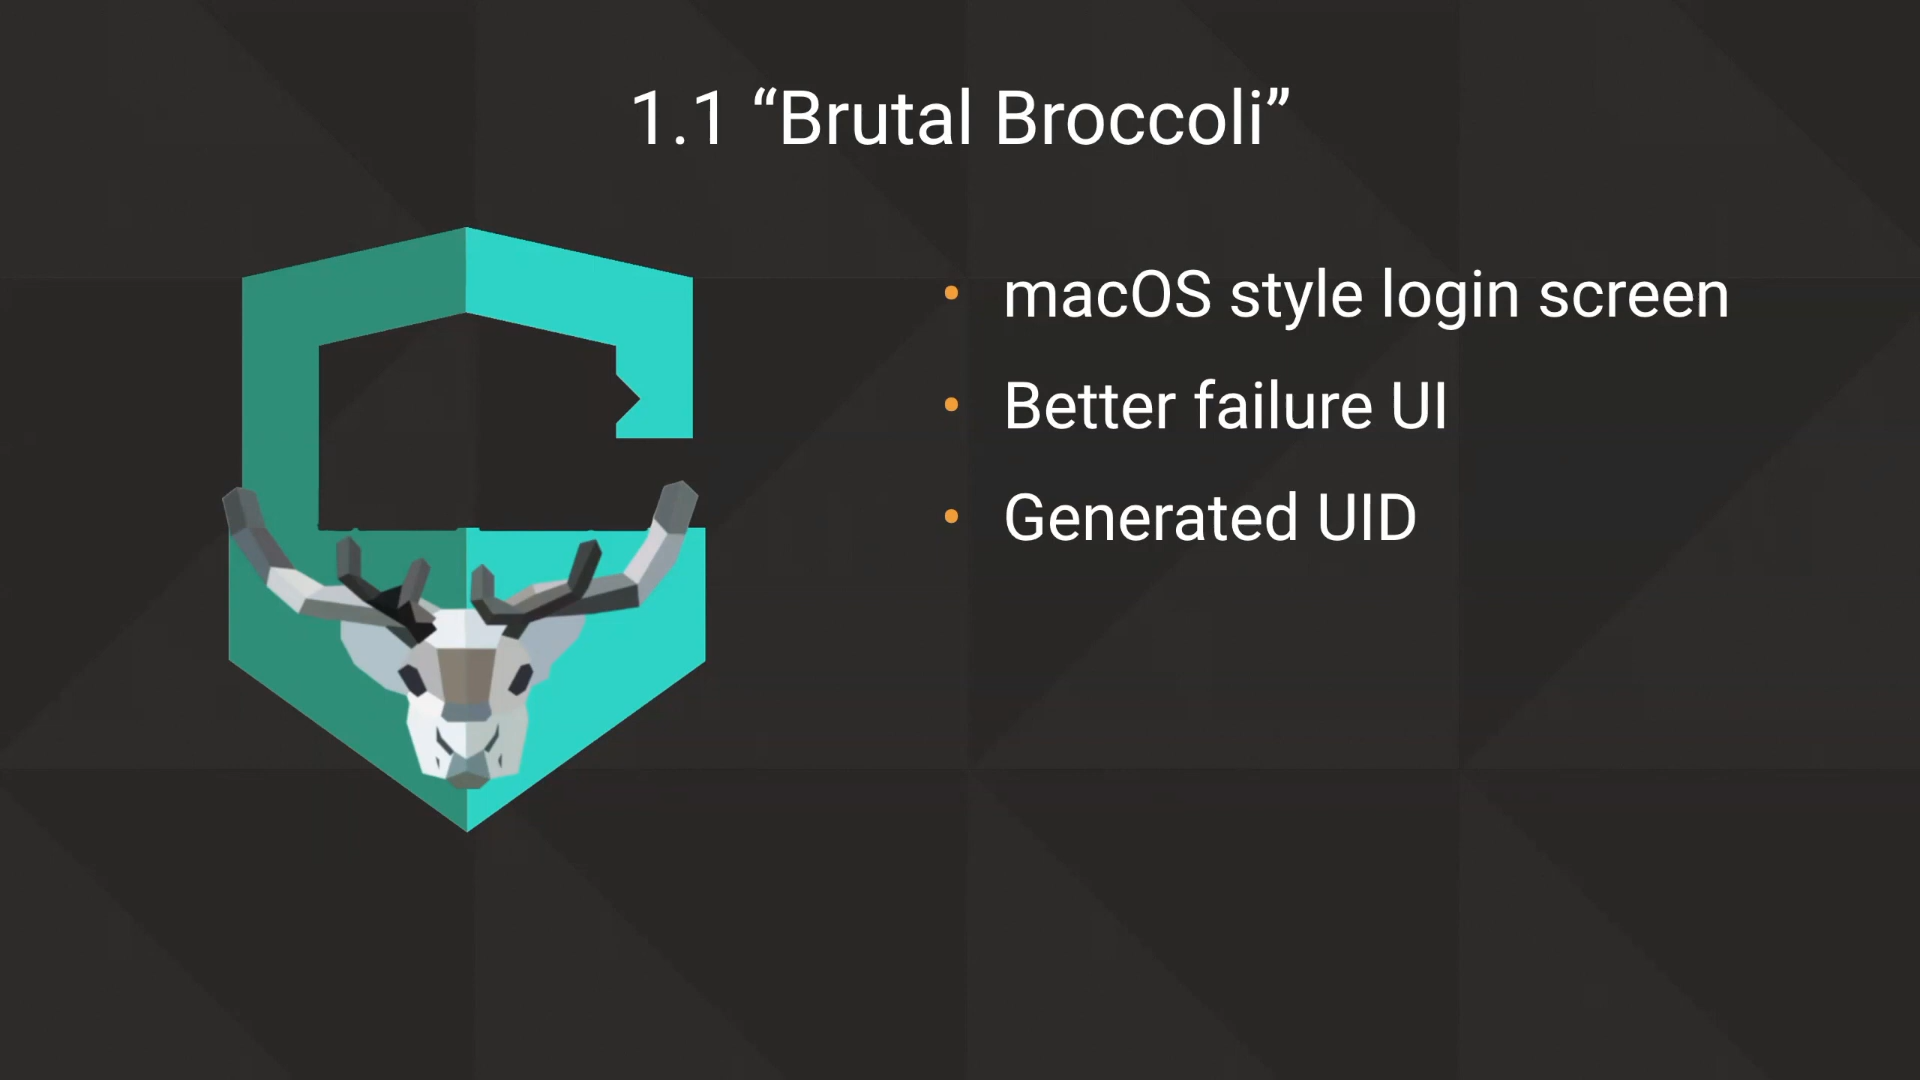 1.1 “Brutal Broccoli”
• macOS style login screen
• Better failure UI
• Generated UID